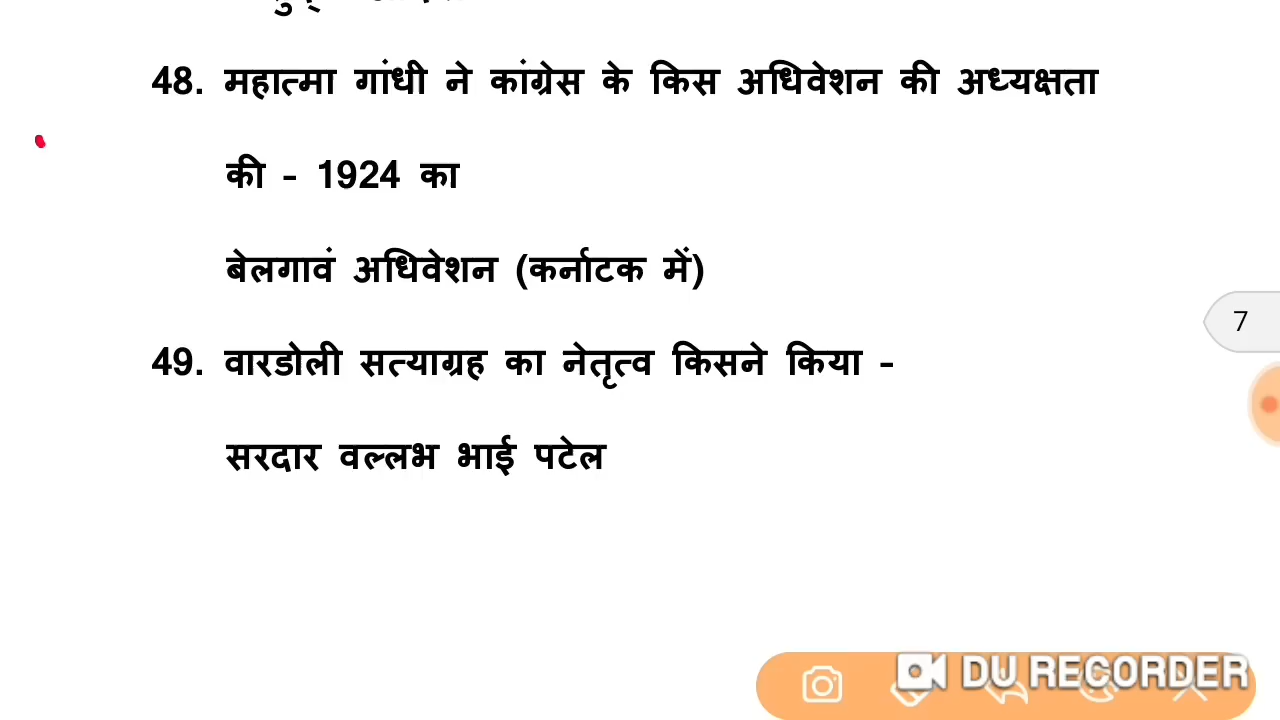 48. महात्मा गांधी ने कांग्रेस के किस अधिवेशन की अध्यक्षता
की - 1924 का
बेलगावं अधिवेशन (कर्नाटक में)
7
49. वारडोली सत्याग्रह का नेतृत्व किसने किया -
सरदार वल्लभ भाई पटेल
DU RECORDER